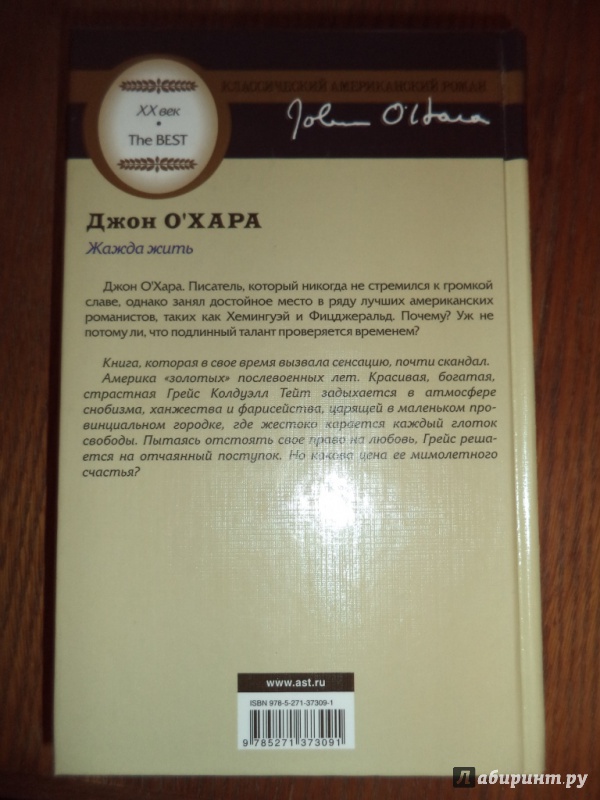 КЛАССИЧЕСКИЙ АМЕРИКАНСКИЙ РОМАН
XX век
•
The BEST
John O'Hara
Джон О'ХАРА
Жажда жить
Джон О'Хара. Писатель, который никогда не стремился к громкой
славе, однако занял достойное место в ряду лучших американских
романистов, таких как Хемингуэй и Фицджеральд. Почему? Уж не
потому ли, что подлинный талант проверяется временем?
Книга, которая в свое время вызвала сенсацию, почти скандал.
Америка «золотых» послевоенных лет. Красивая, богатая,
страстная Грейс Колдуэлл Тейт задыхается в атмосфере
снобизма, ханжества и фарисейства, царящей в маленьком про-
винциальном городке, где жестоко карается каждый глоток
свободы. Пытаясь отстоять свое право на любовь, Грейс реша-
ется на отчаянный поступок. Но какова цена ее мимолетного
счастья?
www.ast.ru
ISBN 978-5-271-37309-1
9 785271 373091
Лабиринт.ру